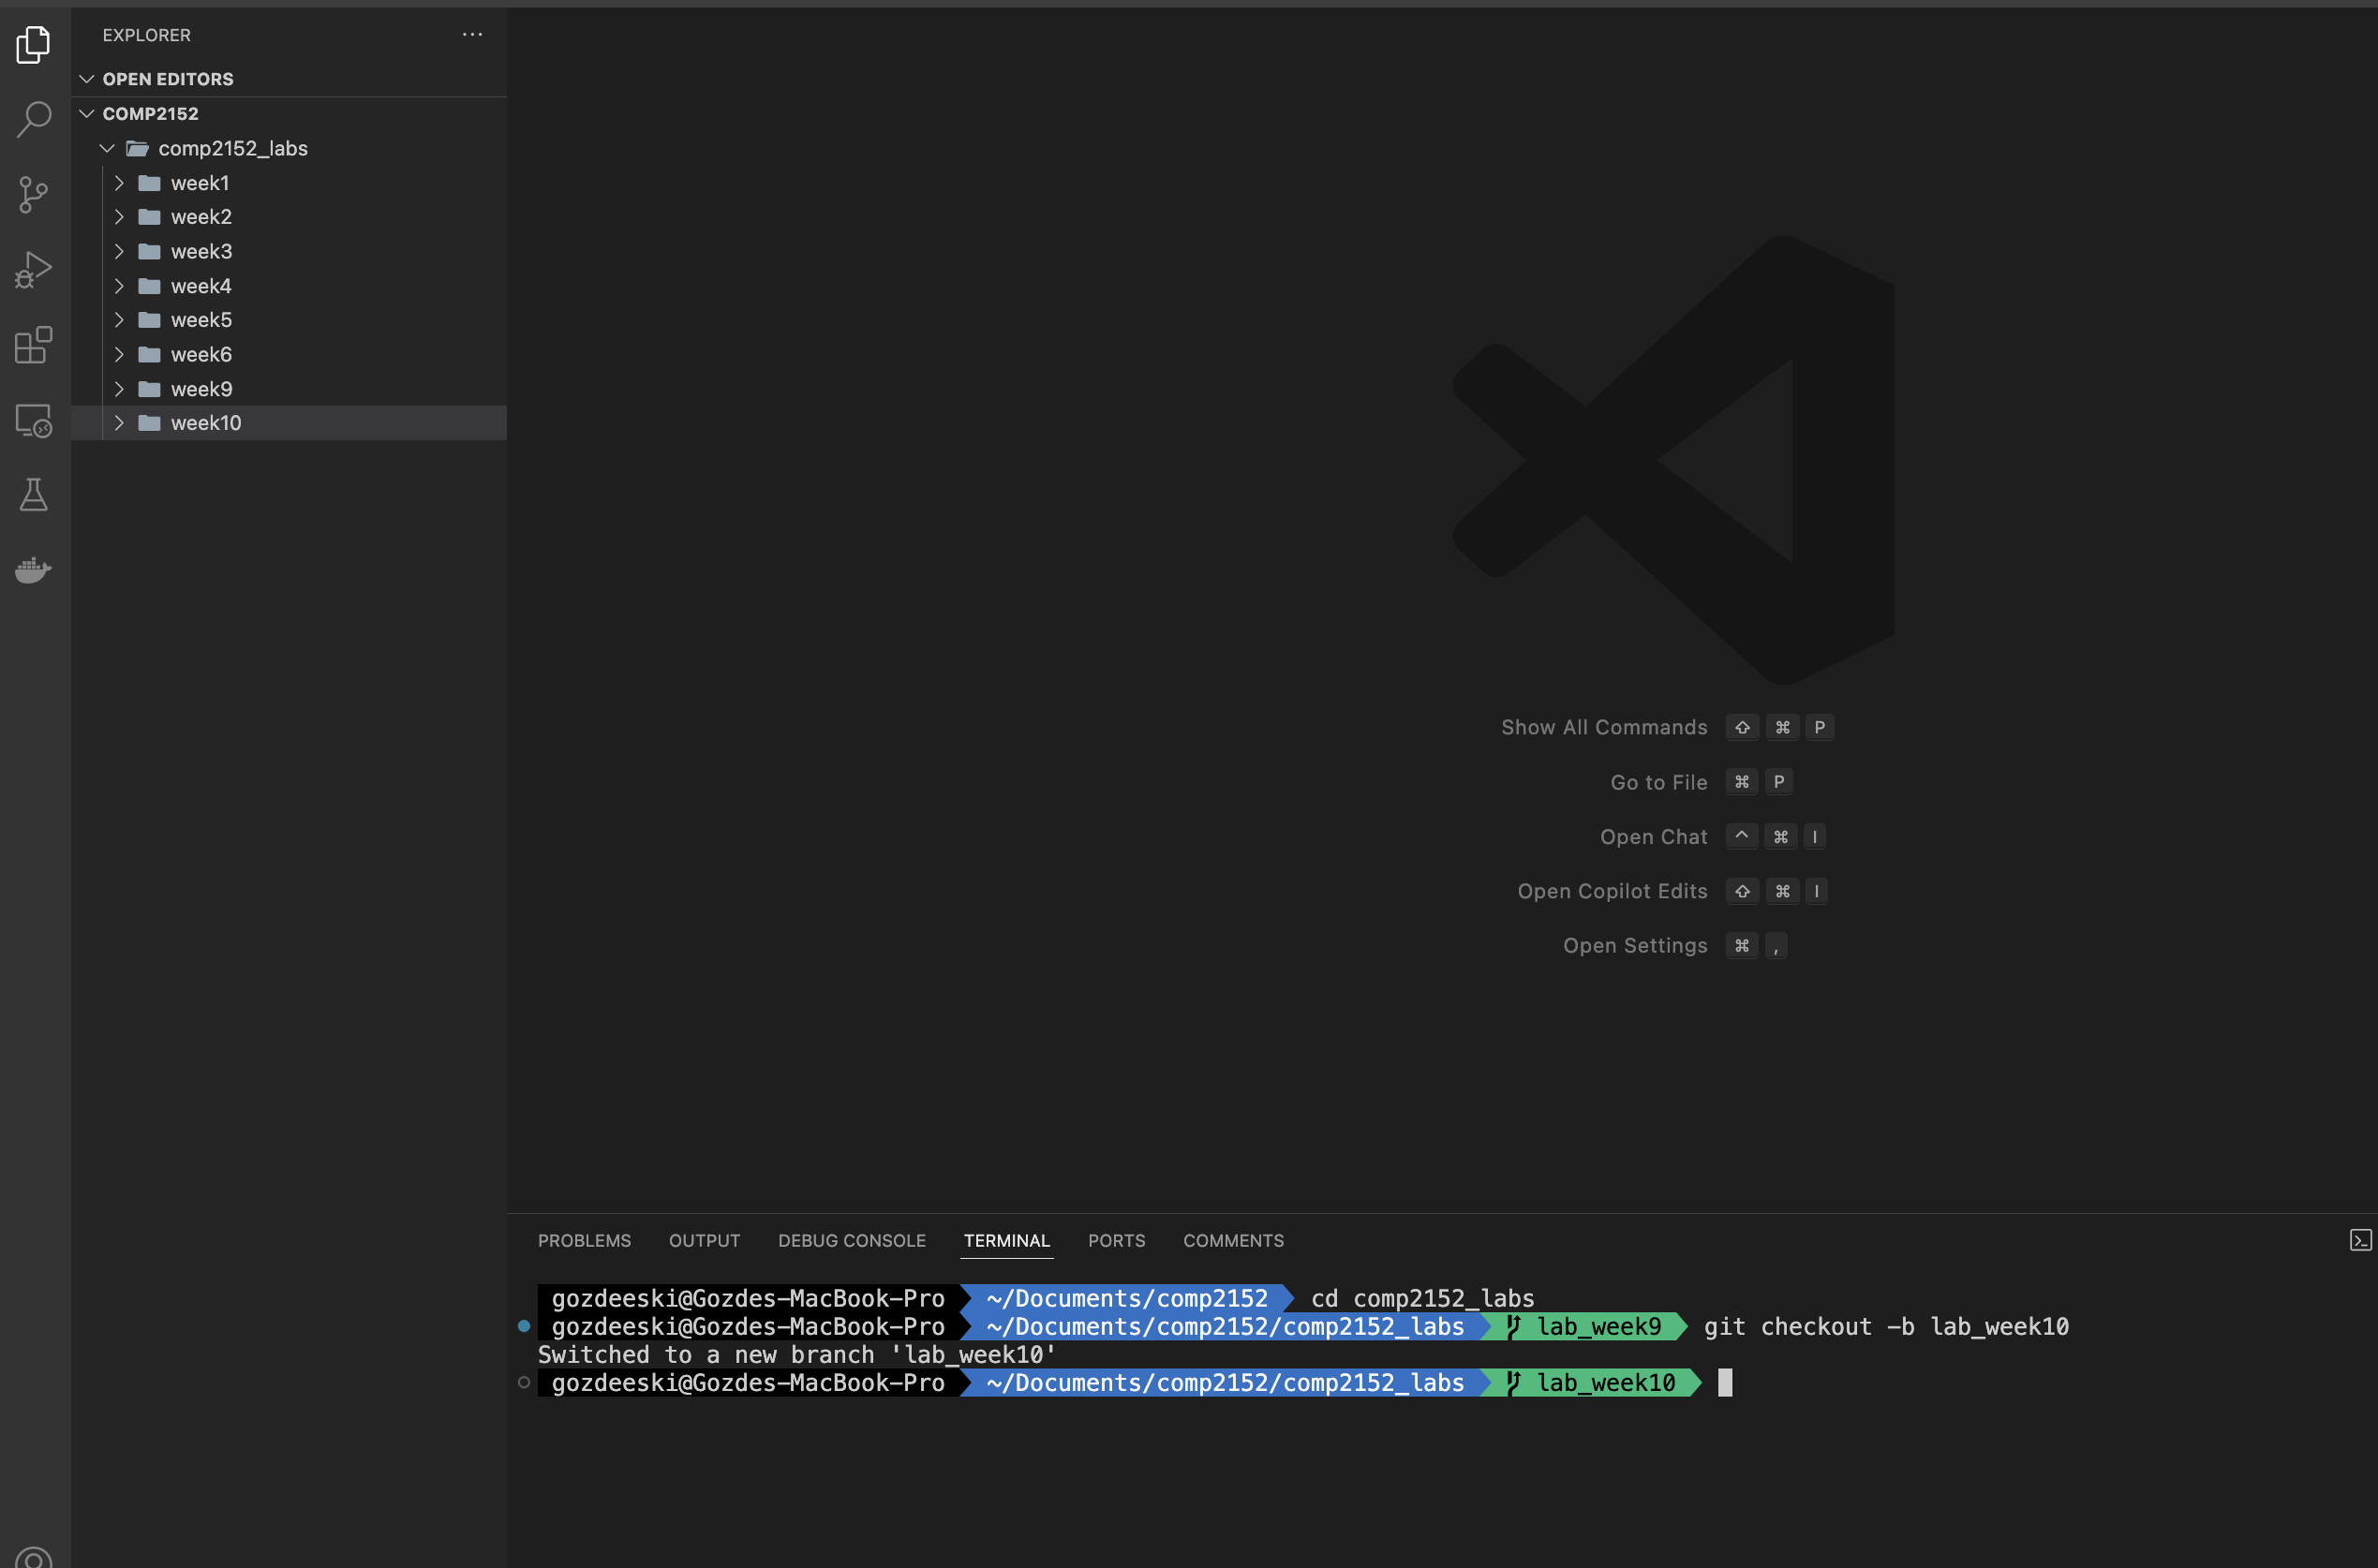 EXPLORER
OPEN EDITORS
COMP2152
comp2152_labs
week1
week2
week3
week4
week5
week6
week9
week10
Show All Commands ⇧ ⌘ P
Go to File ⌘ P
Open Chat ^ ⌘ I
Open Copilot Edits ⇧ ⌘ I
Open Settings ⌘ ,
PROBLEMS OUTPUT DEBUG CONSOLE TERMINAL PORTS COMMENTS
gozdeeski@Gozdes-MacBook-Pro ~/Documents/comp2152 cd comp2152_labs
gozdeeski@Gozdes-MacBook-Pro ~/Documents/comp2152/comp2152_labs lab_week9 git checkout -b lab_week10
Switched to a new branch 'lab_week10'
gozdeeski@Gozdes-MacBook-Pro ~/Documents/comp2152/comp2152_labs lab_week10